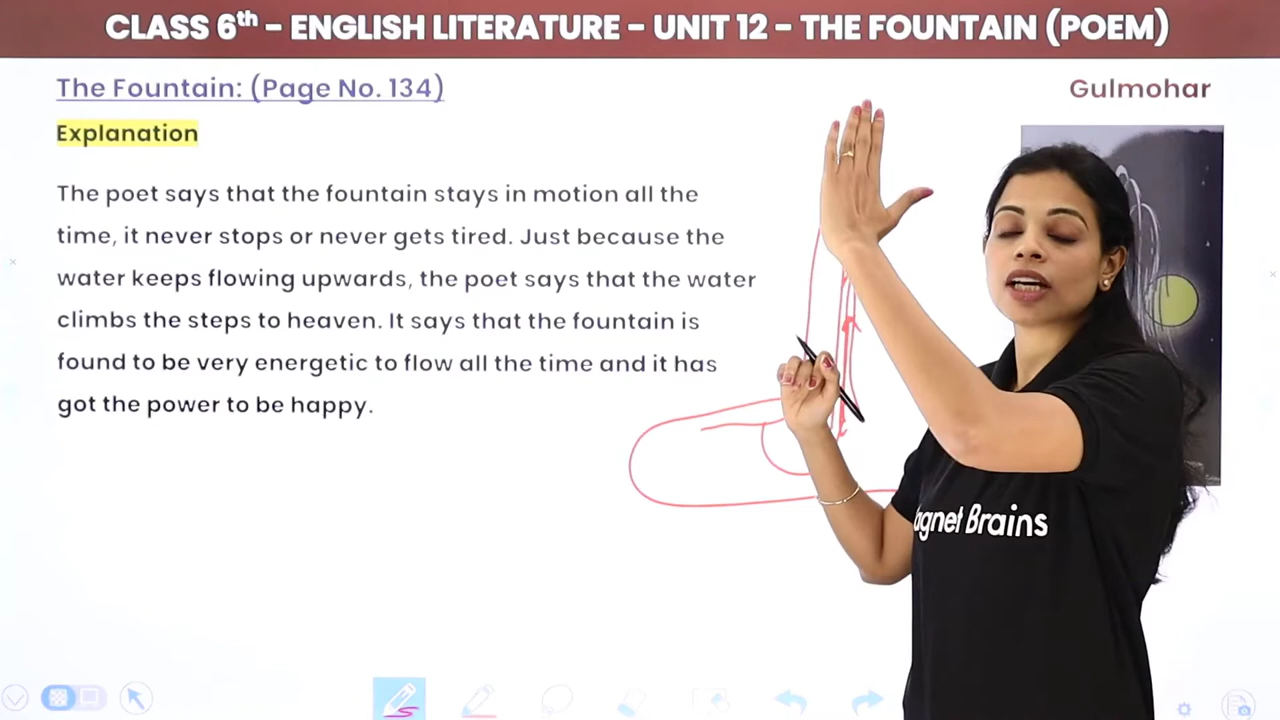 CLASS 6th - ENGLISH LITERATURE - UNIT 12 - THE FOUNTAIN (POEM)
The Fountain: (Page No. 134)
Gulmohar
Explanation
The poet says that the fountain stays in motion all the
time, it never stops or never gets tired. Just because the
water keeps flowing upwards, the poet says that the water
climbs the steps to heaven. It says that the fountain is
found to be very energetic to flow all the time and it has
got the power to be happy.
agnet Brains